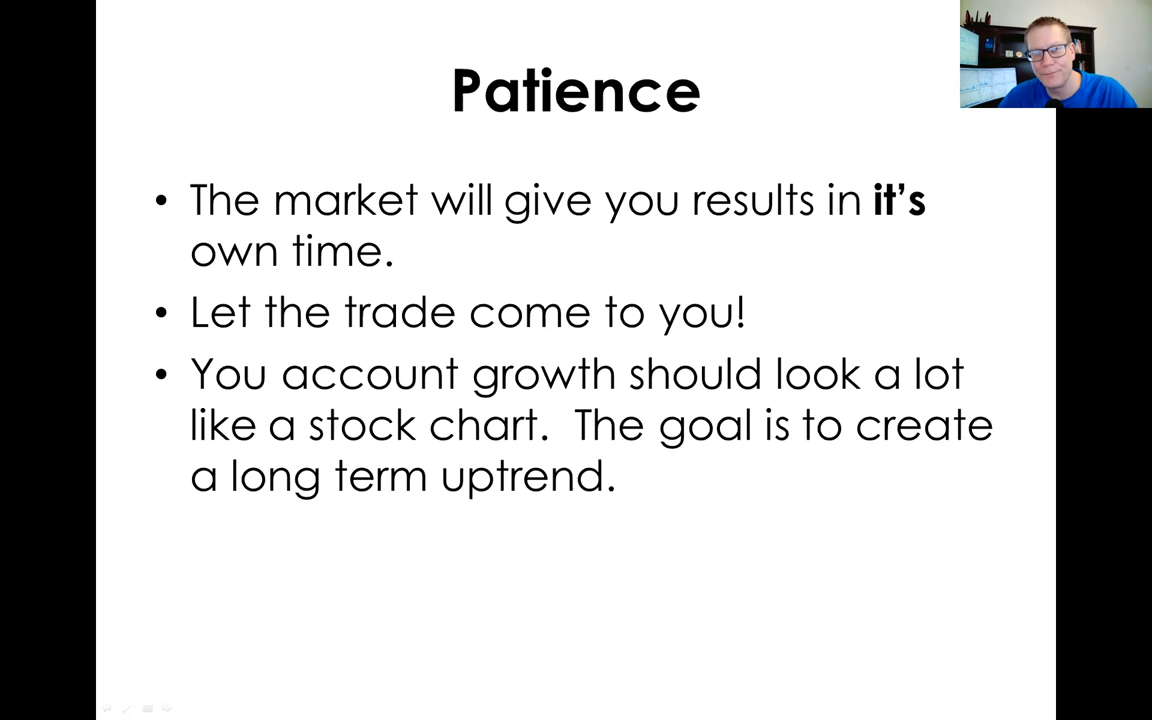 Patience
• The market will give you results in it’s
own time.
• Let the trade come to you!
• You account growth should look a lot
like a stock chart.  The goal is to create
a long term uptrend.